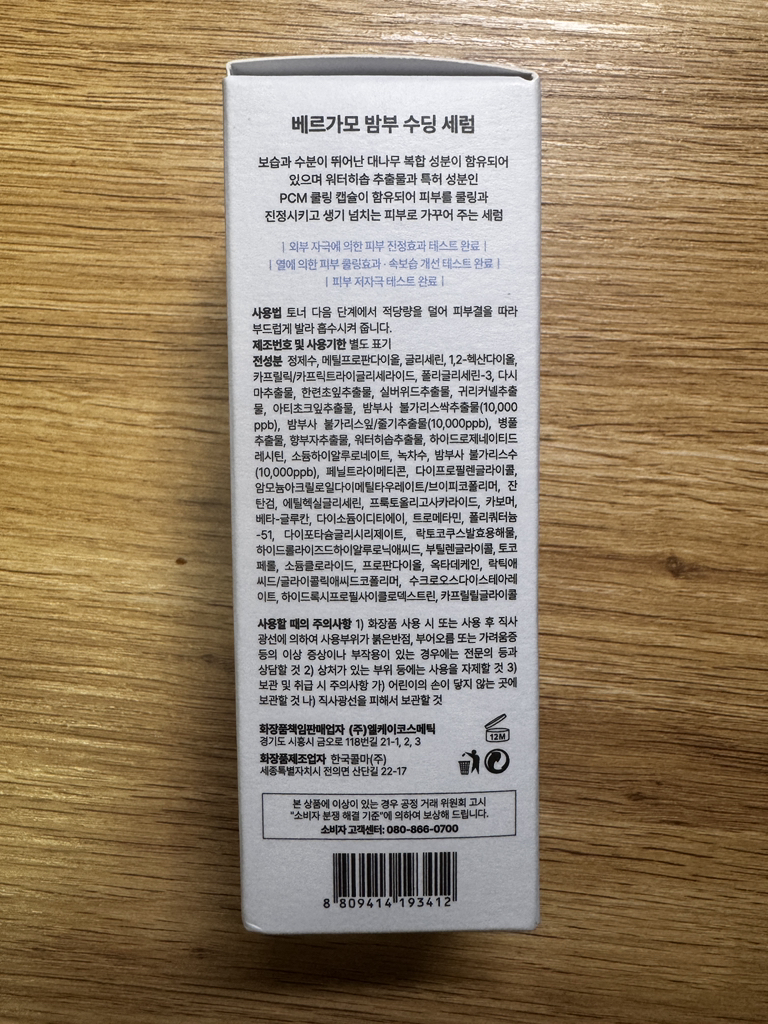 베르가모 밤부 수딩 세럼
보습과 수분이 뛰어난 대나무 복합 성분이 함유되어
있으며 워터히솝 추출물과 특허 성분인
PCM 쿨링 캡슐이 함유되어 피부를 쿨링과
진정시키고 생기 넘치는 피부로 가꾸어 주는 세럼
| 외부 자극에 의한 피부 진정효과 테스트 완료 |
| 열에 의한 피부 쿨링효과 · 속보습 개선 테스트 완료 |
| 피부 저자극 테스트 완료 |
사용법 토너 다음 단계에서 적당량을 덜어 피부결을 따라
부드럽게 발라 흡수시켜 줍니다.
제조번호 및 사용기한 별도 표기
전성분 정제수, 메틸프로판다이올, 글리세린, 1,2-헥산다이올,
카프릴릭/카프릭트라이글리세라이드, 폴리글리세린-3, 다시
마추출물, 한련초잎추출물, 실버위드추출물, 귀리커넬추출
물, 아티초크잎추출물, 밤부사 불가리스싹추출물(10,000
ppb), 밤부사 불가리스잎/줄기추출물(10,000ppb), 병풀
추출물, 향부자추출물, 워터히솝추출물, 하이드로제네이티드
레시틴, 소듐하이알루로네이트, 녹차수, 밤부사 불가리스수
(10,000ppb), 페닐트라이메티콘, 다이프로필렌글라이콜,
암모늄아크릴로일다이메틸타우레이트/브이피코폴리머, 잔
탄검, 에틸헥실글리세린, 프룩토올리고사카라이드, 카보머,
베타-글루칸, 다이소듐이디티에이, 트로메타민, 폴리쿼터늄
-51, 다이포타슘글리시리제이트, 락토코쿠스발효용해물,
하이드롤라이즈드하이알루로닉애씨드, 부틸렌글라이콜, 토코
페롤, 소듐클로라이드, 프로판다이올, 옥타데케인, 락틱애
씨드/글라이콜릭애씨드코폴리머, 수크로오스다이스테아레
이트, 하이드록시프로필사이클로덱스트린, 카프릴릴글라이콜
사용할 때의 주의사항 1) 화장품 사용 시 또는 사용 후 직사
광선에 의하여 사용부위가 붉은반점, 부어오름 또는 가려움증
등의 이상 증상이나 부작용이 있는 경우에는 전문의 등과
상담할 것 2) 상처가 있는 부위 등에는 사용을 자제할 것 3)
보관 및 취급 시 주의사항 가) 어린이의 손이 닿지 않는 곳에
보관할 것 나) 직사광선을 피해서 보관할 것
화장품책임판매업자 (주)엘케이코스메틱
경기도 시흥시 금오로 118번길 21-1, 2, 3
화장품제조업자 한국콜마(주)
세종특별자치시 전의면 산단길 22-17
12M
본 상품에 이상이 있는 경우 공정 거래 위원회 고시
"소비자 분쟁 해결 기준"에 의하여 보상해 드립니다.
소비자 고객센터: 080-866-0700
8 809414 193412